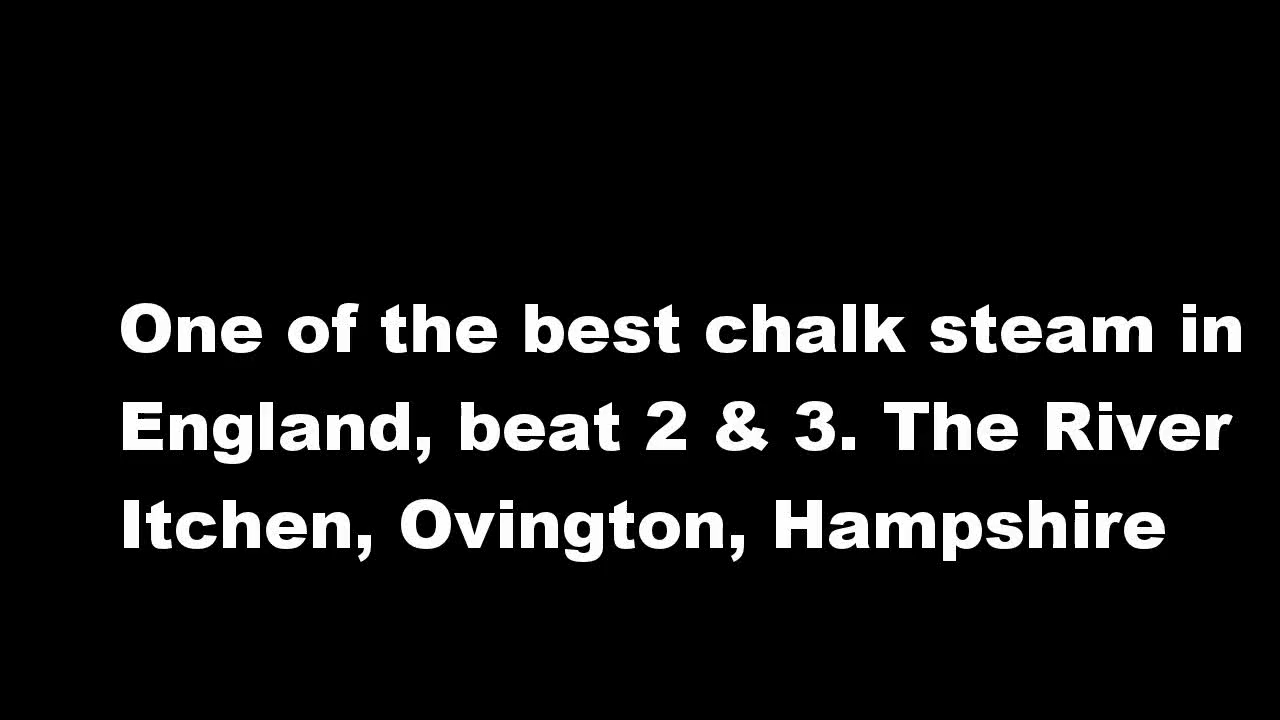 One of the best chalk steam in
England, beat 2 & 3. The River
Itchen, Ovington, Hampshire